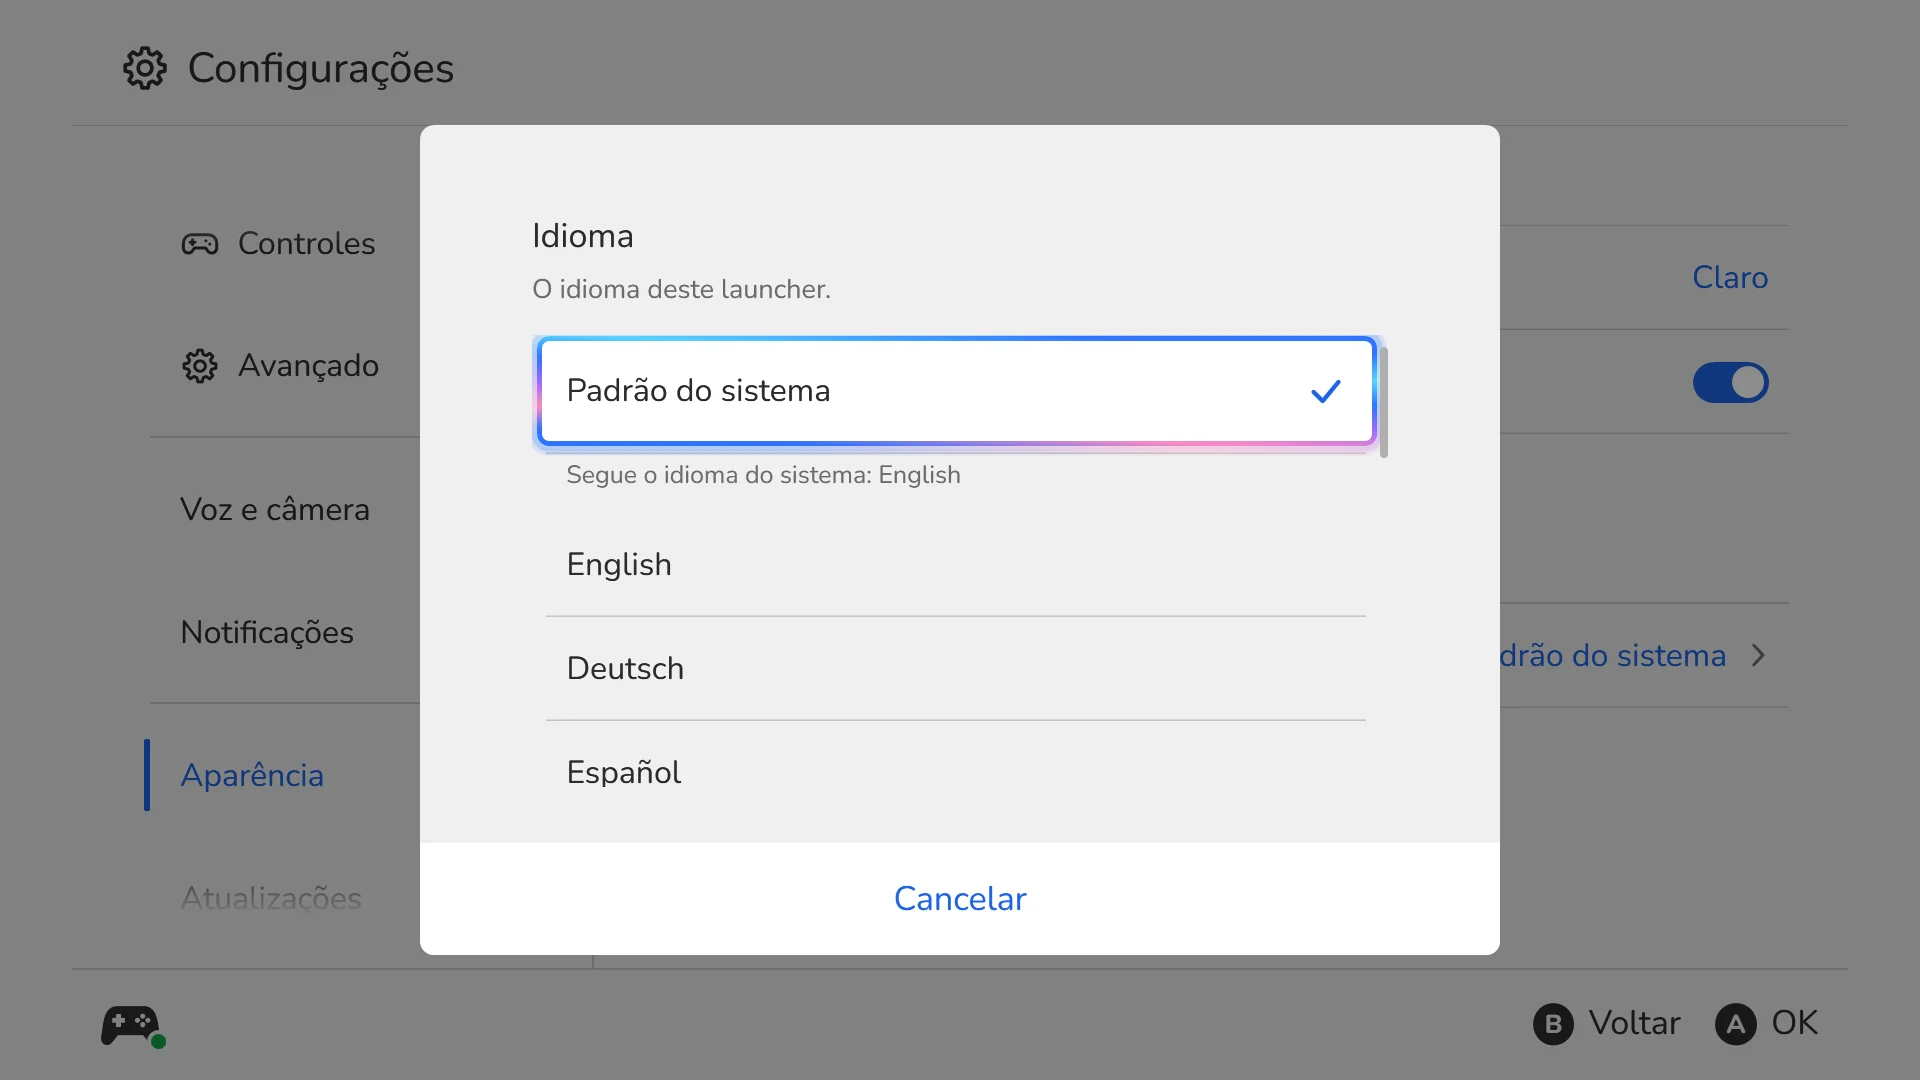 Configurações
Controles
Avançado
Voz e câmera
Notificações
Aparência
Atualizações
Claro
drão do sistema
Idioma
O idioma deste launcher.
Padrão do sistema
Segue o idioma do sistema: English
English
Deutsch
Español
Cancelar
B Voltar
A OK